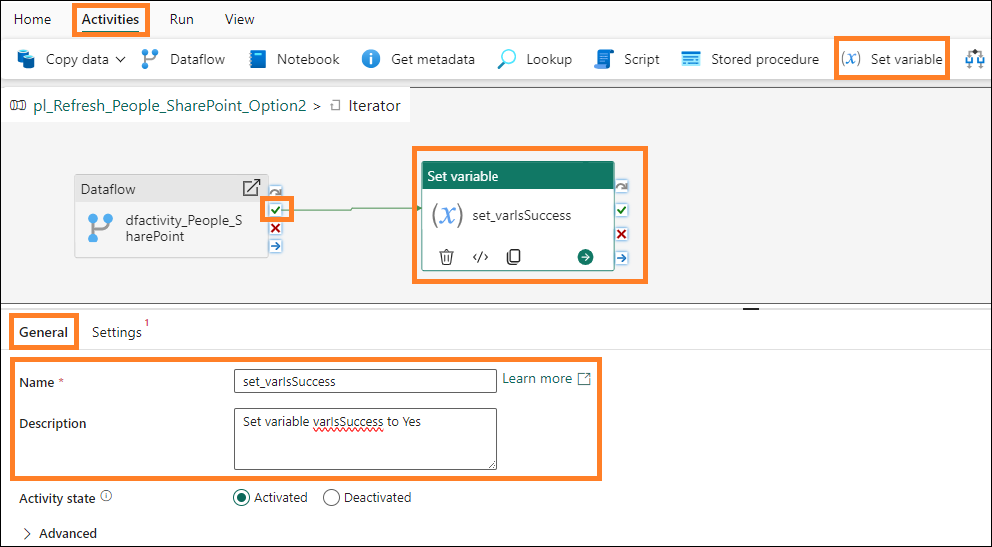 Home Activities Run View
Copy data Dataflow Notebook Get metadata Lookup Script Stored procedure (x) Set variable
pl_Refresh_People_SharePoint_Option2 > Iterator
Dataflow
dfactivity_People_S
harePoint
Set variable
(x) set_varIsSuccess
</>
General Settings 1
Name * set_varIsSuccess Learn more
Description Set variable varIsSuccess to Yes
Activity state Activated Deactivated
Advanced